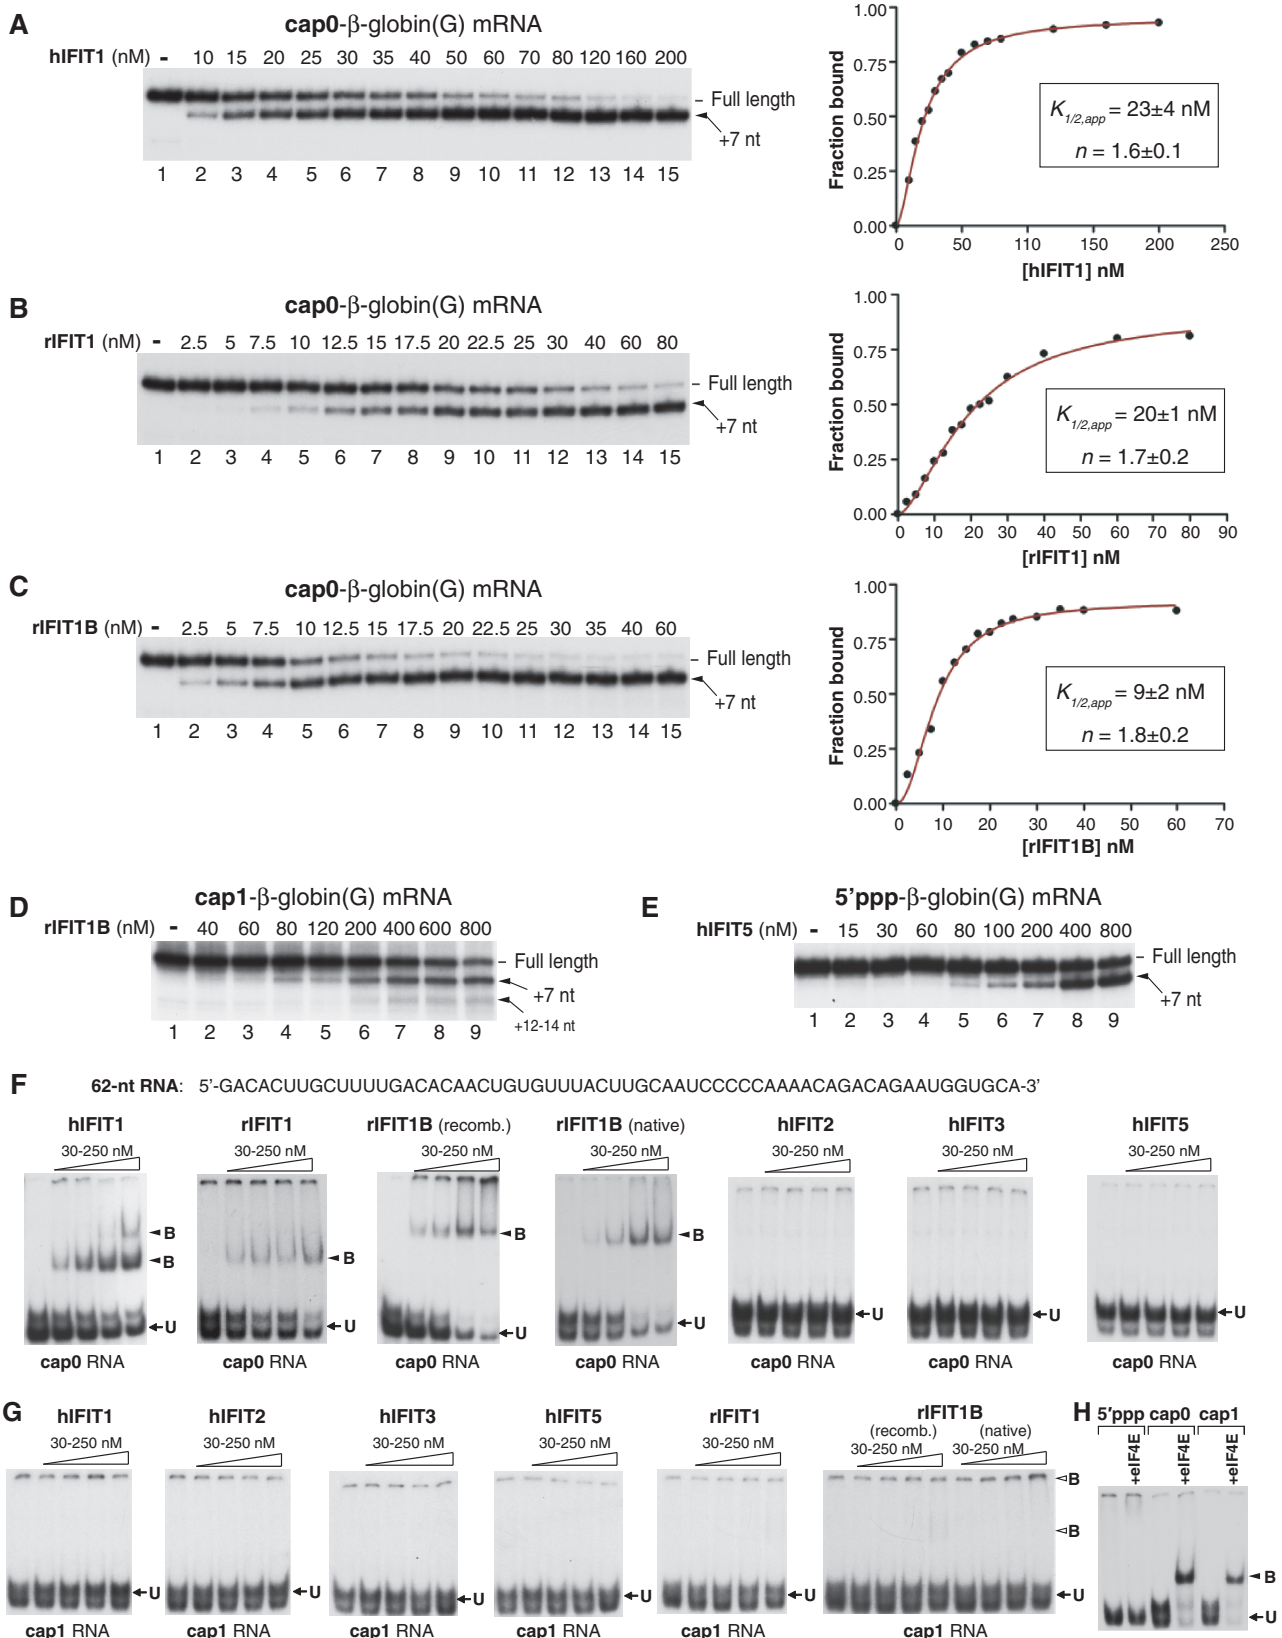 A
cap0-β-globin(G) mRNA
hIFIT1 (nM) - 10 15 20 25 30 35 40 50 60 70 80 120 160 200
Full length
+7 nt
1 2 3 4 5 6 7 8 9 10 11 12 13 14 15
Fraction bound
1.00
0.75
0.50
0.25
0.00
0 50 110 150 200 250
[hIFIT1] nM
K1/2,app = 23±4 nM
n = 1.6±0.1
B
cap0-β-globin(G) mRNA
rIFIT1 (nM) - 2.5 5 7.5 10 12.5 15 17.5 20 22.5 25 30 40 60 80
Full length
+7 nt
1 2 3 4 5 6 7 8 9 10 11 12 13 14 15
Fraction bound
1.00
0.75
0.50
0.25
0.00
0 10 20 30 40 50 60 70 80 90
[rIFIT1] nM
K1/2,app = 20±1 nM
n = 1.7±0.2
C
cap0-β-globin(G) mRNA
rIFIT1B (nM) - 2.5 5 7.5 10 12.5 15 17.5 20 22.5 25 30 35 40 60
Full length
+7 nt
1 2 3 4 5 6 7 8 9 10 11 12 13 14 15
Fraction bound
1.00
0.75
0.50
0.25
0.00
0 10 20 30 40 50 60 70
[rIFIT1B] nM
K1/2,app = 9±2 nM
n = 1.8±0.2
D
cap1-β-globin(G) mRNA
rIFIT1B (nM) - 40 60 80 120 200 400 600 800
Full length
+7 nt
+12-14 nt
1 2 3 4 5 6 7 8 9
E
5'ppp-β-globin(G) mRNA
hIFIT5 (nM) - 15 30 60 80 100 200 400 800
Full length
+7 nt
1 2 3 4 5 6 7 8 9
F
62-nt RNA: 5'-GACACUUGCUUUUGACACAACUGUGUUUACUUGCAAUCCCCCAAAACAGACAGAAUGGUGCA-3'
hIFIT1 rIFIT1 rIFIT1B (recomb.) rIFIT1B (native) hIFIT2 hIFIT3 hIFIT5
30-250 nM 30-250 nM 30-250 nM 30-250 nM 30-250 nM 30-250 nM 30-250 nM
B
B B B B
U U U U U U U
cap0 RNA cap0 RNA cap0 RNA cap0 RNA cap0 RNA cap0 RNA cap0 RNA
G
hIFIT1 hIFIT2 hIFIT3 hIFIT5 rIFIT1 rIFIT1B
(recomb.) (native)
30-250 nM 30-250 nM 30-250 nM 30-250 nM 30-250 nM 30-250 nM 30-250 nM
B
B
U U U U U U
cap1 RNA cap1 RNA cap1 RNA cap1 RNA cap1 RNA cap1 RNA
H
5'ppp cap0 cap1
+eIF4E +eIF4E +eIF4E
B
U